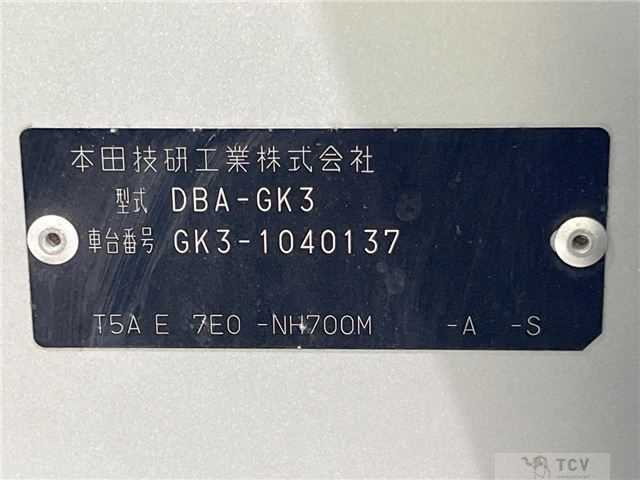 本田技研工業株式会社
型式 DBA-GK3
車台番号 GK3-1040137
T5A E 7E0 -NH700M -A -S
TCV